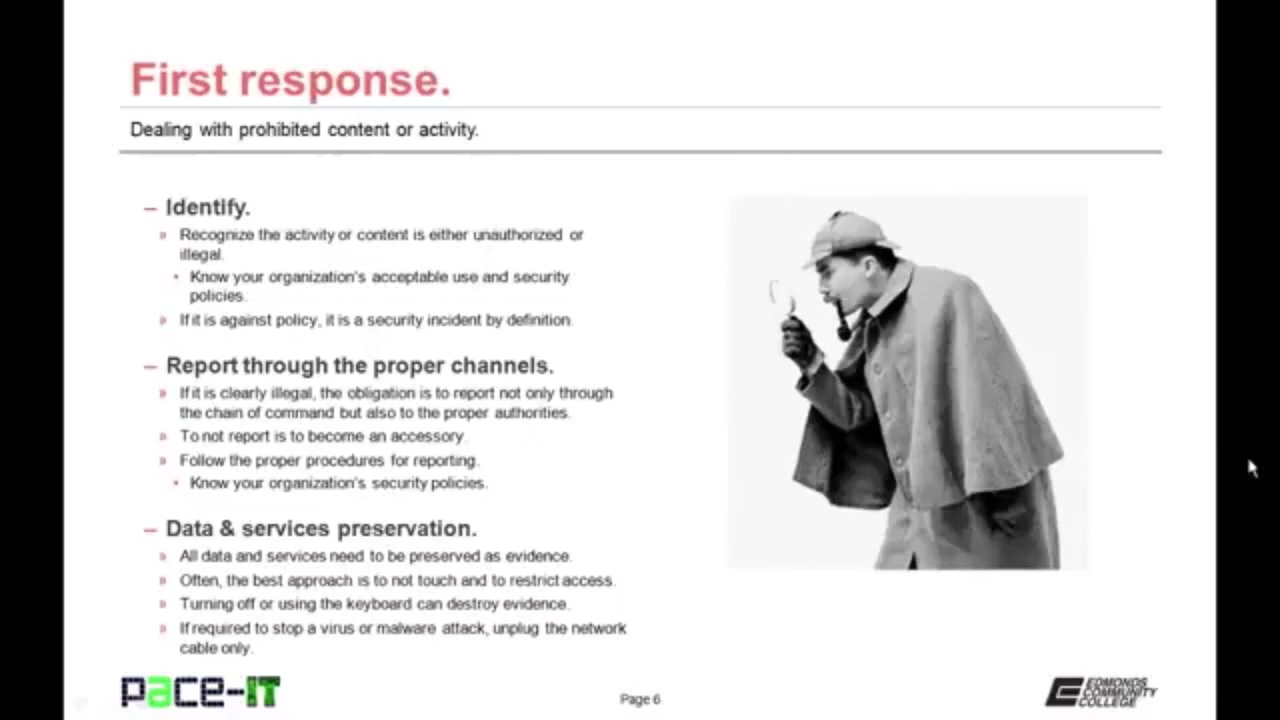 First response.
Dealing with prohibited content or activity.
– Identify.
» Recognize the activity or content is either unauthorized or
illegal.
• Know your organization's acceptable use and security
policies.
» If it is against policy, it is a security incident by definition.
– Report through the proper channels.
» If it is clearly illegal, the obligation is to report not only through
the chain of command but also to the proper authorities.
» To not report is to become an accessory.
» Follow the proper procedures for reporting.
• Know your organization's security policies.
– Data & services preservation.
» All data and services need to be preserved as evidence.
» Often, the best approach is to not touch and to restrict access.
» Turning off or using the keyboard can destroy evidence.
» If required to stop a virus or malware attack, unplug the network
cable only.
pace-IT
Page 6
EDMONDS
COMMUNITY
COLLEGE